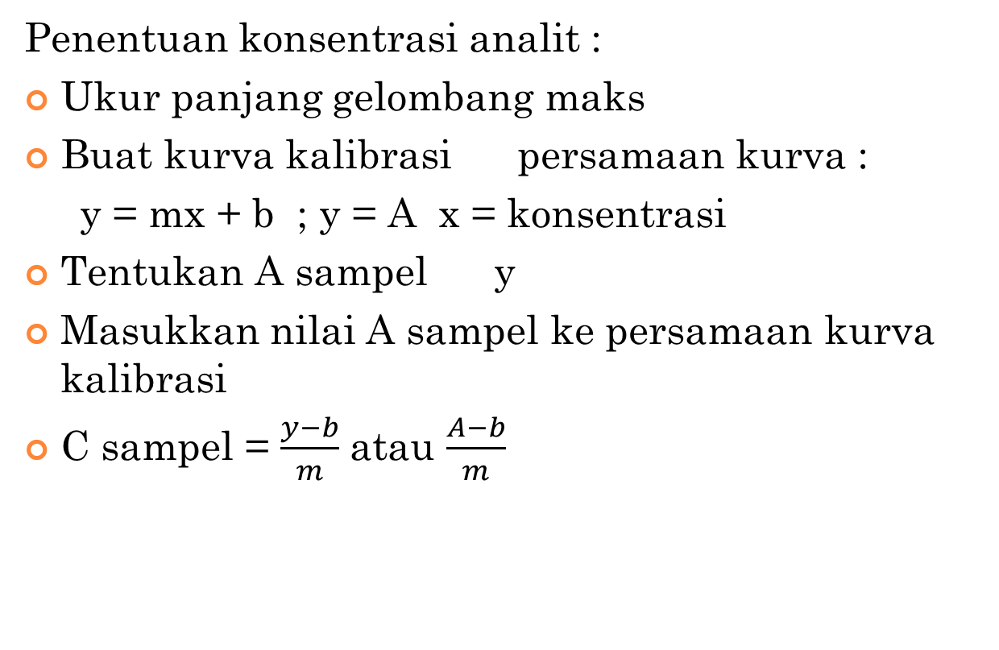 Penentuan konsentrasi analit :
Ukur panjang gelombang maks
Buat kurva kalibrasi persamaan kurva :
y = mx + b ; y = A x = konsentrasi
Tentukan A sampel y
Masukkan nilai A sampel ke persamaan kurva
kalibrasi
C sampel = \frac{y-b}{m} atau \frac{A-b}{m}